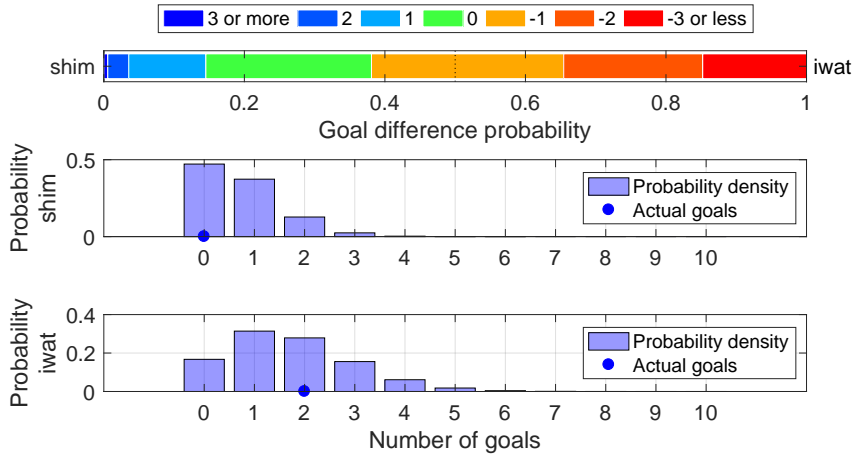 3 or more 2 1 0 -1 -2 -3 or less
shim iwat
0 0.2 0.4 0.6 0.8 1
Goal difference probability
Probability
shim
0.5
0
Probability density
Actual goals
0 1 2 3 4 5 6 7 8 9 10
Probability
iwat
0.4
0.2
0
Probability density
Actual goals
0 1 2 3 4 5 6 7 8 9 10
Number of goals